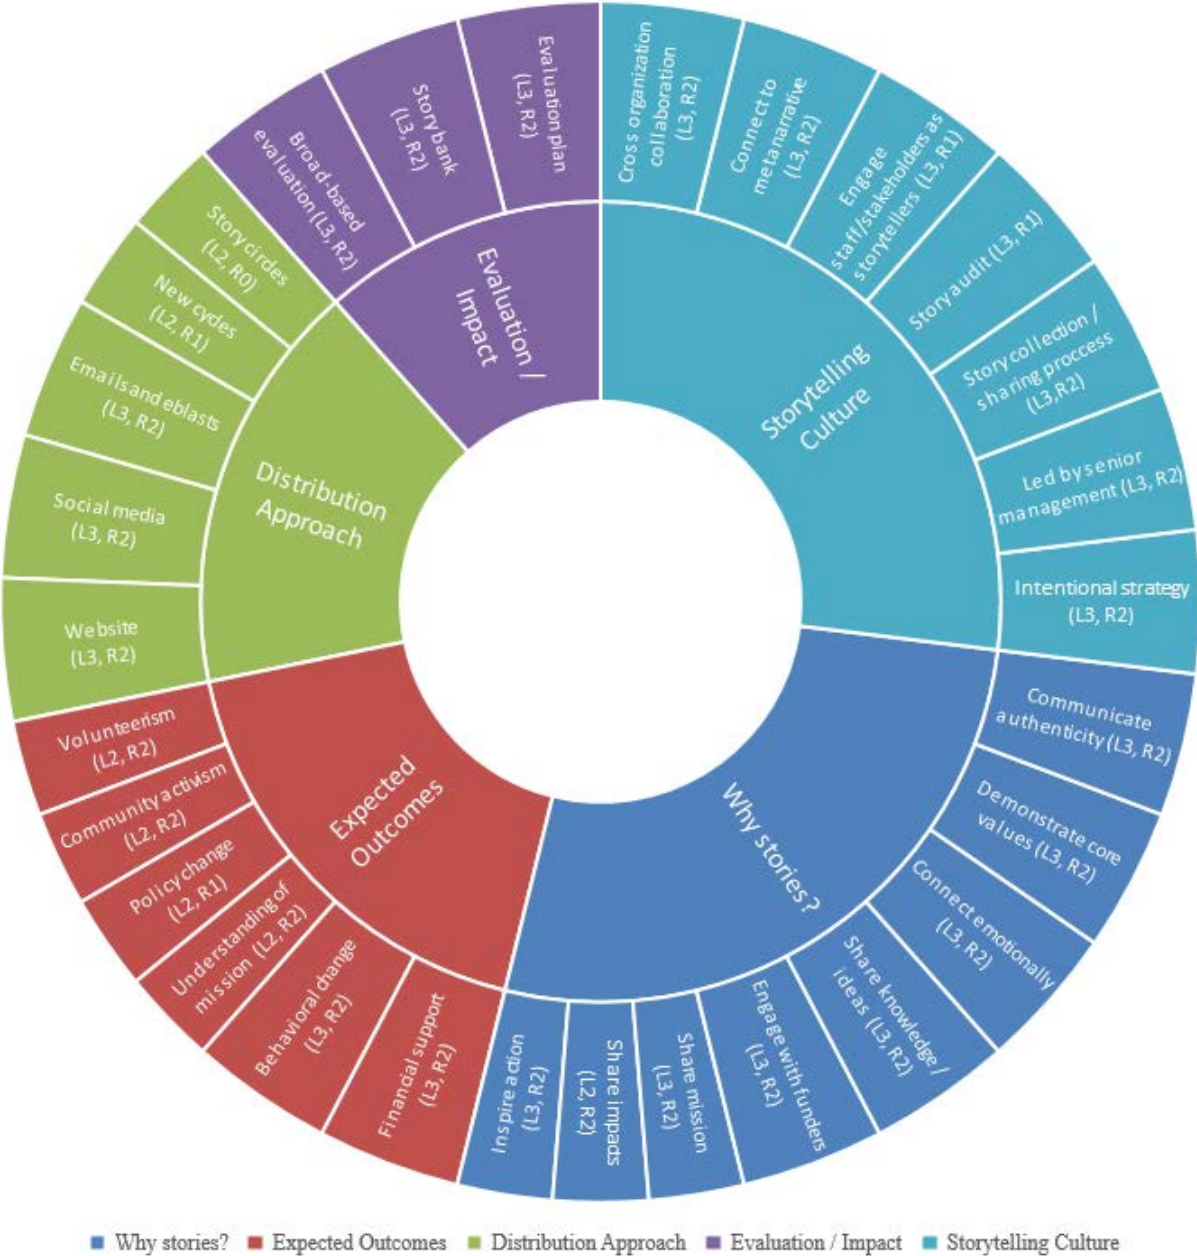 Cross organization
collaboration
(L3, R2)
Connect to
metanarrative
(L3, R2)
Engage
staff/stakeholders as
storytellers (L3, R1)
Story audit (L3, R1)
Story collection /
sharing proccess
(L3,R2)
Led by senior
management (L3, R2)
Intentional strategy
(L3, R2)
Storytelling
Culture
Communicate
authenticity (L3, R2)
Demonstrate core
values (L3, R2)
Connect emotionally
(L3, R2)
Share knowledge /
ideas (L3, R2)
Engage with funders
(L3, R2)
Share mission
(L3, R2)
Share impacts
(L2, R2)
Inspire action
(L3, R2)
Why stories?
Financial support
(L3, R2)
Behavioral change
(L3, R2)
Understanding of
mission (L2, R2)
Policy change
(L2, R1)
Community activism
(L2, R2)
Volunteerism
(L2, R2)
Expected
Outcomes
Website
(L3, R2)
Social media
(L3, R2)
Emails and eblasts
(L3, R2)
New cycles
(L2, R1)
Story circles
(L2, R0)
Distribution
Approach
Broad-based
evaluation (L3, R2)
Story bank
(L3, R2)
Evaluation plan
(L3, R2)
Evaluation /
Impact
Why stories? Expected Outcomes Distribution Approach Evaluation / Impact Storytelling Culture